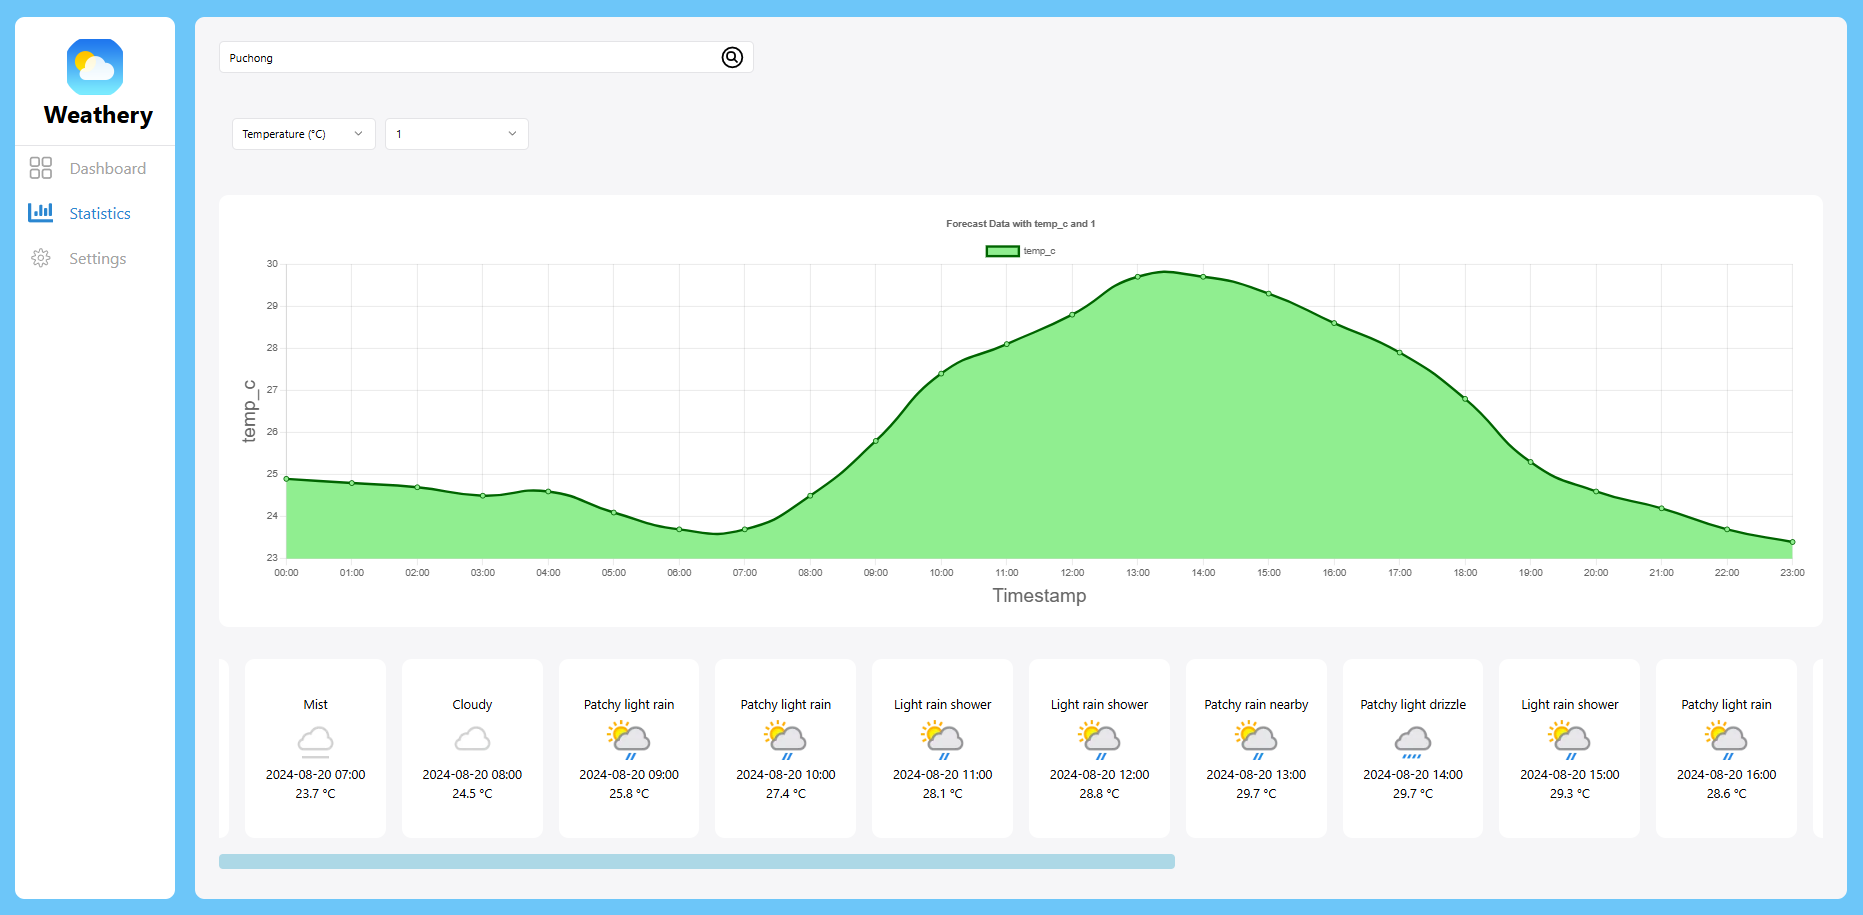 Weathery
Dashboard
Statistics
Settings
Puchong
Temperature (°C)
1
Forecast Data with temp_c and 1
temp_c
30
29
28
27
26
25
24
23
temp_c
00:00 01:00 02:00 03:00 04:00 05:00 06:00 07:00 08:00 09:00 10:00 11:00 12:00 13:00 14:00 15:00 16:00 17:00 18:00 19:00 20:00 21:00 22:00 23:00
Timestamp
Mist
2024-08-20 07:00
23.7 °C
Cloudy
2024-08-20 08:00
24.5 °C
Patchy light rain
2024-08-20 09:00
25.8 °C
Patchy light rain
2024-08-20 10:00
27.4 °C
Light rain shower
2024-08-20 11:00
28.1 °C
Light rain shower
2024-08-20 12:00
28.8 °C
Patchy rain nearby
2024-08-20 13:00
29.7 °C
Patchy light drizzle
2024-08-20 14:00
29.7 °C
Light rain shower
2024-08-20 15:00
29.3 °C
Patchy light rain
2024-08-20 16:00
28.6 °C